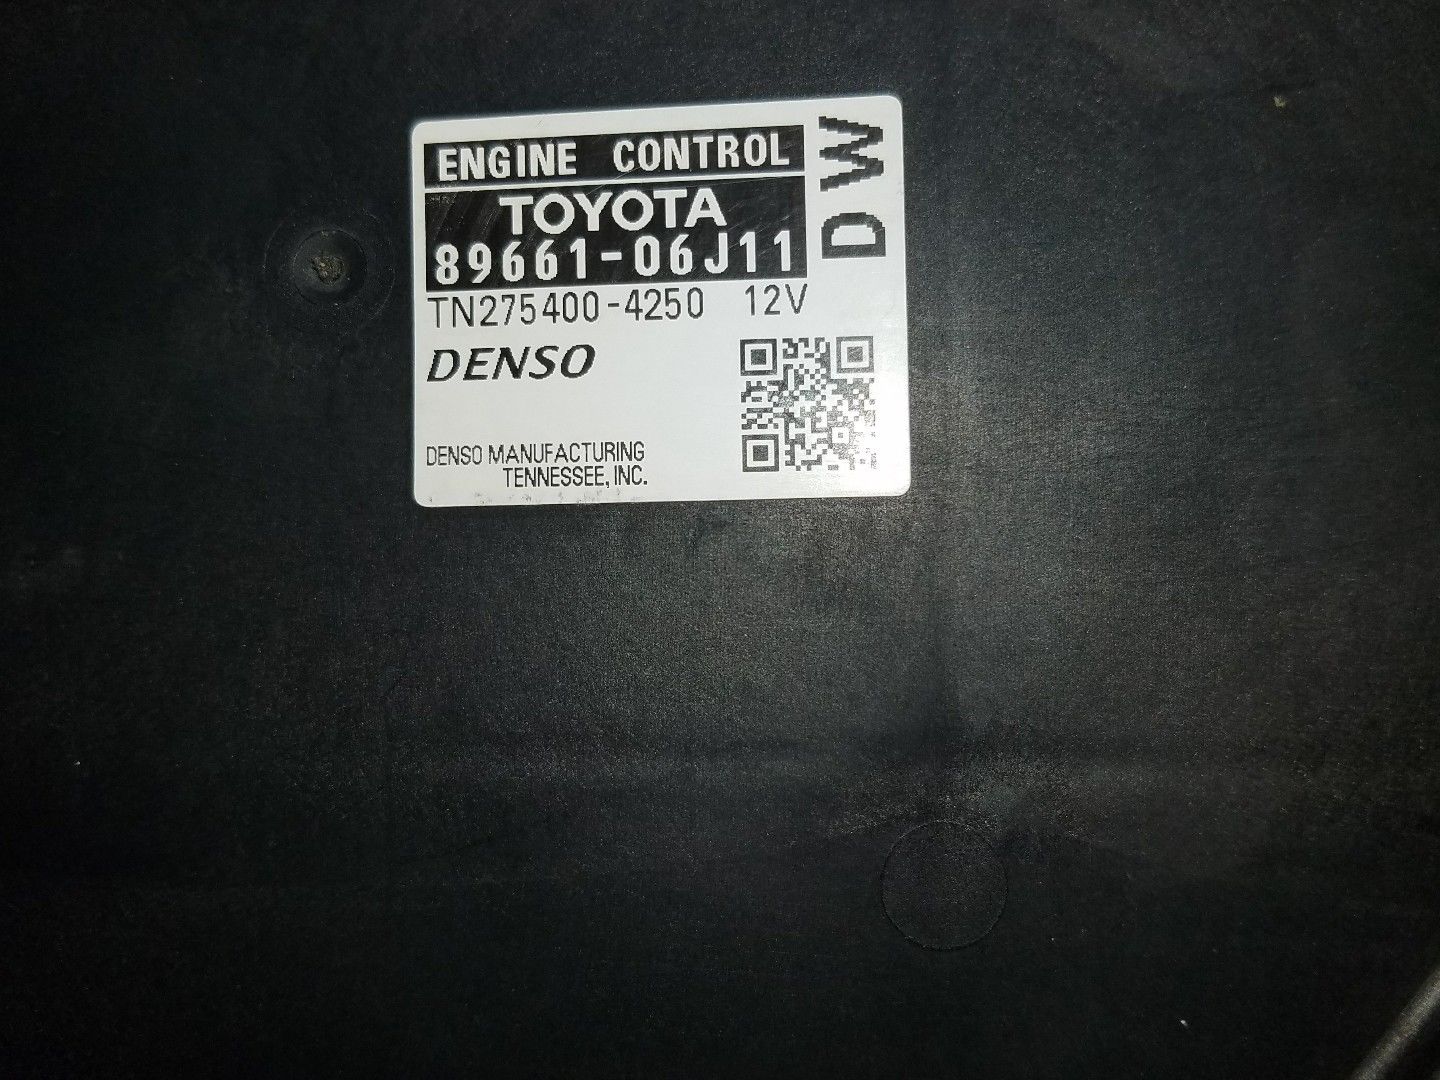 ENGINE CONTROL
TOYOTA
89661-06J11
TN275400-4250 12V
DENSO
DENSO MANUFACTURING
TENNESSEE, INC.
DW